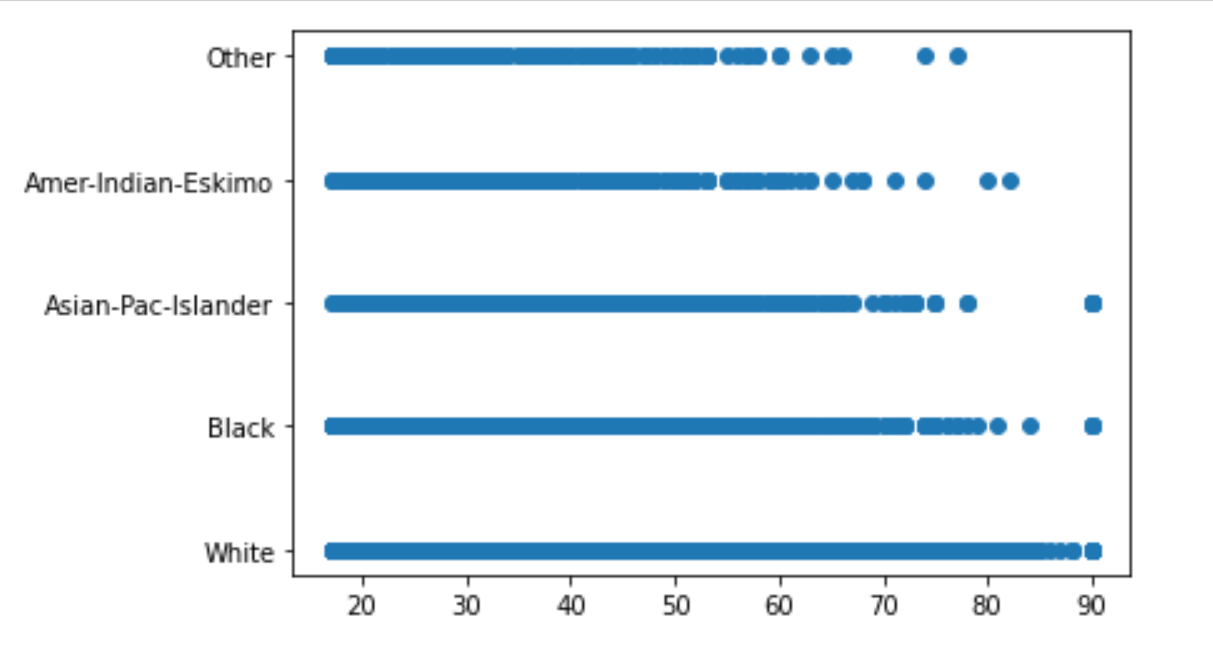 Other
Amer-Indian-Eskimo
Asian-Pac-Islander
Black
White
20 30 40 50 60 70 80 90